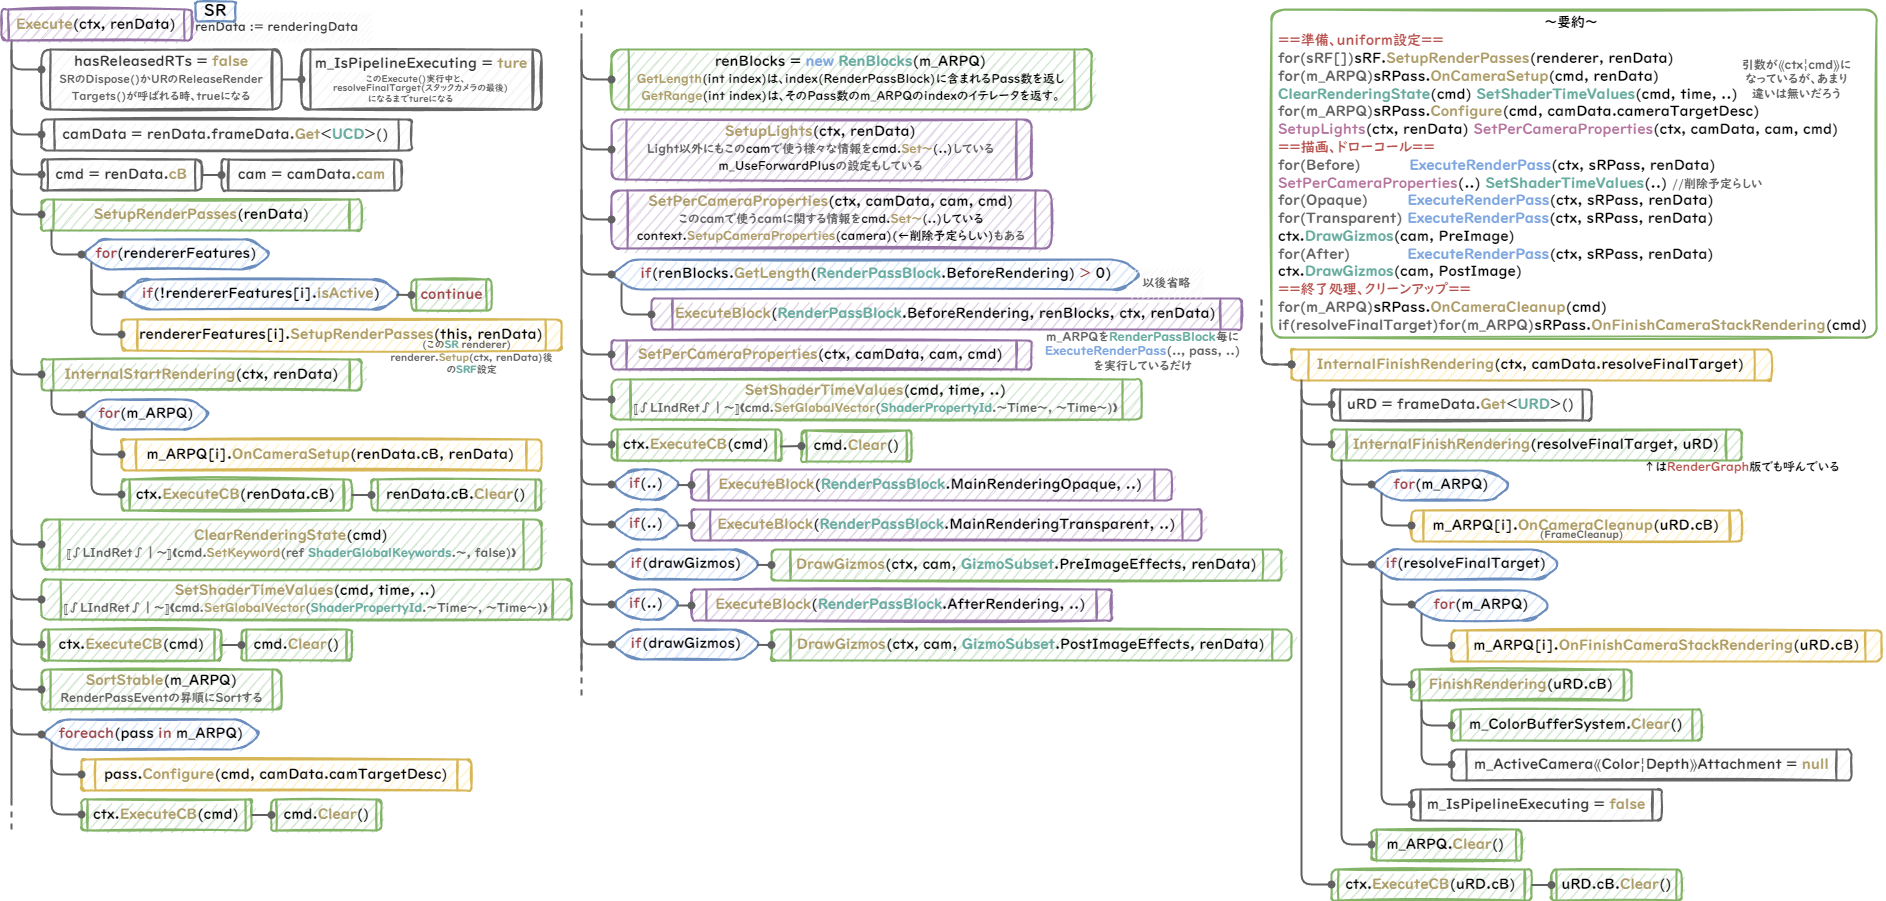 SR
Execute(ctx, renData)
renData := renderingData
hasReleasedRTs = false
SRのDispose()かURのReleaseRender
Targets()が呼ばれる時、trueになる
m_IsPipelineExecuting = ture
このExecute()実行中と、
resolveFinalTarget(スタックカメラの最後)
になるまでtureになる
camData = renData.frameData.Get<UCD>()
cmd = renData.cB
cam = camData.cam
SetupRenderPasses(renData)
for(rendererFeatures)
if(!rendererFeatures[i].isActive)
continue
rendererFeatures[i].SetupRenderPasses(this, renData)
(このSR renderer)
renderer.Setup(ctx, renData)後
のSRF設定
InternalStartRendering(ctx, renData)
for(m_ARPQ)
m_ARPQ[i].OnCameraSetup(renData.cB, renData)
ctx.ExecuteCB(renData.cB)
renData.cB.Clear()
ClearRenderingState(cmd)
⟦∫LIndRet∫|~⟧⟪cmd.SetKeyword(ref ShaderGlobalKeywords.~, false)⟫
SetShaderTimeValues(cmd, time, ..)
⟦∫LIndRet∫|~⟧⟪cmd.SetGlobalVector(ShaderPropertyId.~Time~, ~Time~)⟫
ctx.ExecuteCB(cmd)
cmd.Clear()
SortStable(m_ARPQ)
RenderPassEventの昇順にSortする
foreach(pass in m_ARPQ)
pass.Configure(cmd, camData.camTargetDesc)
ctx.ExecuteCB(cmd)
cmd.Clear()
renBlocks = new RenBlocks(m_ARPQ)
GetLength(int index)は、index(RenderPassBlock)に含まれるPass数を返し
GetRange(int index)は、そのPass数のm_ARPQのindexのイテレータを返す。
SetupLights(ctx, renData)
Light以外にもこのcamで使う様々な情報をcmd.Set~(..)している
m_UseForwardPlusの設定もしている
SetPerCameraProperties(ctx, camData, cam, cmd)
このcamで使うcamに関する情報をcmd.Set~(..)している
context.SetupCameraProperties(camera)(←削除予定らしい)もある
if(renBlocks.GetLength(RenderPassBlock.BeforeRendering) > 0)
以後省略
ExecuteBlock(RenderPassBlock.BeforeRendering, renBlocks, ctx, renData)
m_ARPQをRenderPassBlock毎に
ExecuteRenderPass(.., pass, ..)
を実行しているだけ
SetPerCameraProperties(ctx, camData, cam, cmd)
SetShaderTimeValues(cmd, time, ..)
⟦∫LIndRet∫|~⟧⟪cmd.SetGlobalVector(ShaderPropertyId.~Time~, ~Time~)⟫
ctx.ExecuteCB(cmd)
cmd.Clear()
if(..)
ExecuteBlock(RenderPassBlock.MainRenderingOpaque, ..)
if(..)
ExecuteBlock(RenderPassBlock.MainRenderingTransparent, ..)
if(drawGizmos)
DrawGizmos(ctx, cam, GizmoSubset.PreImageEffects, renData)
if(..)
ExecuteBlock(RenderPassBlock.AfterRendering, ..)
if(drawGizmos)
DrawGizmos(ctx, cam, GizmoSubset.PostImageEffects, renData)
~要約~
==準備、uniform設定==
for(sRF[])sRF.SetupRenderPasses(renderer, renData)
for(m_ARPQ)sRPass.OnCameraSetup(cmd, renData)
ClearRenderingState(cmd) SetShaderTimeValues(cmd, time, ..)
引数が⟪ctx¦cmd⟫に
なっているが、あまり
違いは無いだろう
for(m_ARPQ)sRPass.Configure(cmd, camData.cameraTargetDesc)
SetupLights(ctx, renData) SetPerCameraProperties(ctx, camData, cam, cmd)
==描画、ドローコール==
for(Before) ExecuteRenderPass(ctx, sRPass, renData)
SetPerCameraProperties(..) SetShaderTimeValues(..) //削除予定らしい
for(Opaque) ExecuteRenderPass(ctx, sRPass, renData)
for(Transparent) ExecuteRenderPass(ctx, sRPass, renData)
ctx.DrawGizmos(cam, PreImage)
for(After) ExecuteRenderPass(ctx, sRPass, renData)
ctx.DrawGizmos(cam, PostImage)
==終了処理、クリーンアップ==
for(m_ARPQ)sRPass.OnCameraCleanup(cmd)
if(resolveFinalTarget)for(m_ARPQ)sRPass.OnFinishCameraStackRendering(cmd)
InternalFinishRendering(ctx, camData.resolveFinalTarget)
uRD = frameData.Get<URD>()
InternalFinishRendering(resolveFinalTarget, uRD)
↑はRenderGraph版でも呼んでいる
for(m_ARPQ)
m_ARPQ[i].OnCameraCleanup(uRD.cB)
(FrameCleanup)
if(resolveFinalTarget)
for(m_ARPQ)
m_ARPQ[i].OnFinishCameraStackRendering(uRD.cB)
FinishRendering(uRD.cB)
m_ColorBufferSystem.Clear()
m_ActiveCamera⟪Color¦Depth⟫Attachment = null
m_IsPipelineExecuting = false
m_ARPQ.Clear()
ctx.ExecuteCB(uRD.cB)
uRD.cB.Clear()